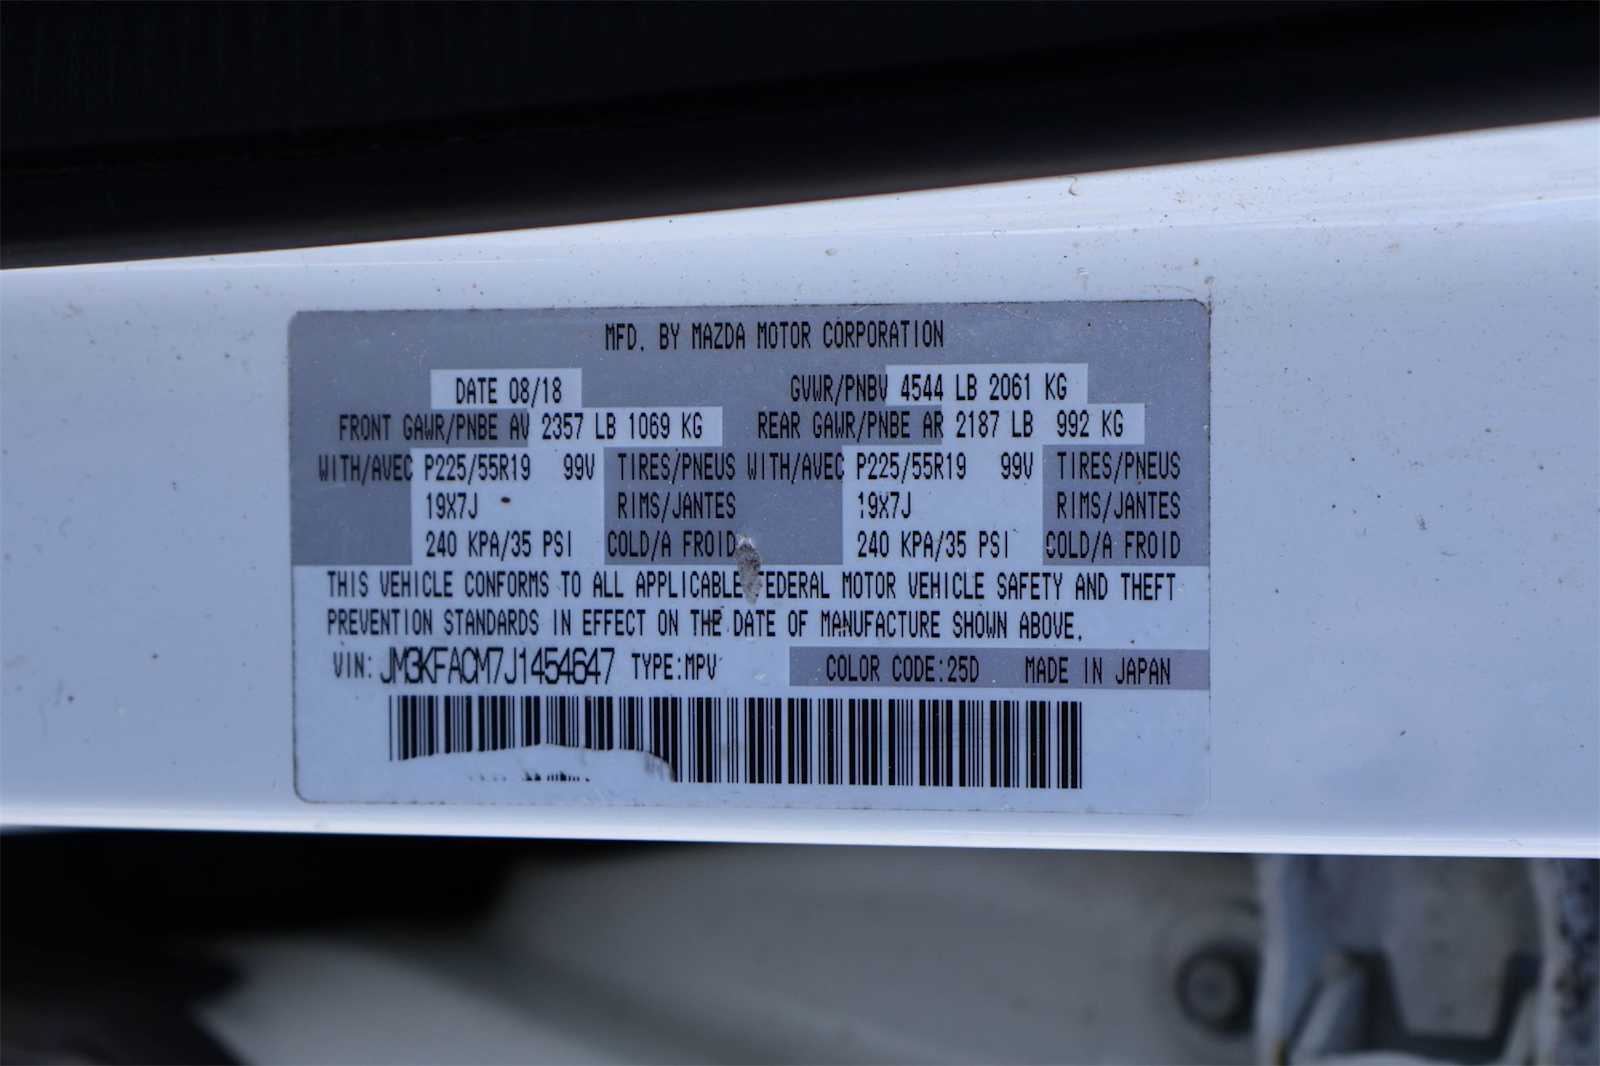 MFD. BY MAZDA MOTOR CORPORATION
DATE 08/18 GVWR/PNBV 4544 LB 2061 KG
FRONT GAWR/PNBE AV 2357 LB 1069 KG REAR GAWR/PNBE AR 2187 LB 992 KG
WITH/AVEC P225/55R19 99V TIRES/PNEUS WITH/AVEC P225/55R19 99V TIRES/PNEUS
19X7J RIMS/JANTES 19X7J RIMS/JANTES
240 KPA/35 PSI COLD/A FROID 240 KPA/35 PSI COLD/A FROID
THIS VEHICLE CONFORMS TO ALL APPLICABLE FEDERAL MOTOR VEHICLE SAFETY AND THEFT
PREVENTION STANDARDS IN EFFECT ON THE DATE OF MANUFACTURE SHOWN ABOVE.
VIN: JM3KFACM7J1454647 TYPE:MPV COLOR CODE:25D MADE IN JAPAN